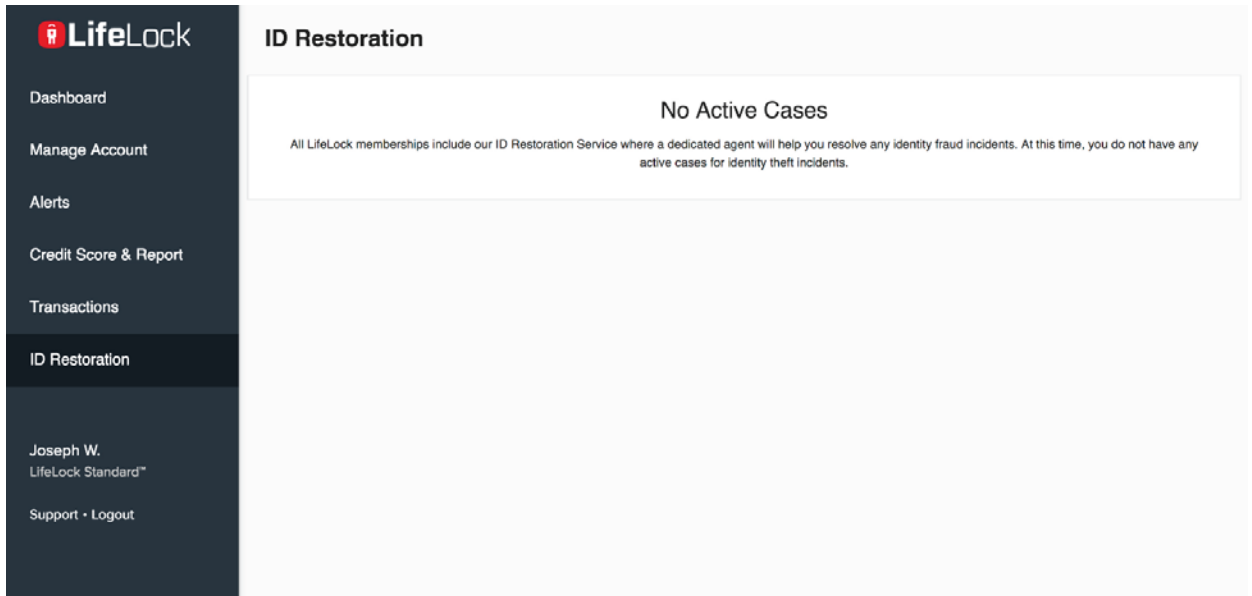 LifeLock
Dashboard
Manage Account
Alerts
Credit Score & Report
Transactions
ID Restoration
Joseph W.
LifeLock Standard™
Support • Logout
ID Restoration
No Active Cases
All LifeLock memberships include our ID Restoration Service where a dedicated agent will help you resolve any identity fraud incidents. At this time, you do not have any
active cases for identity theft incidents.